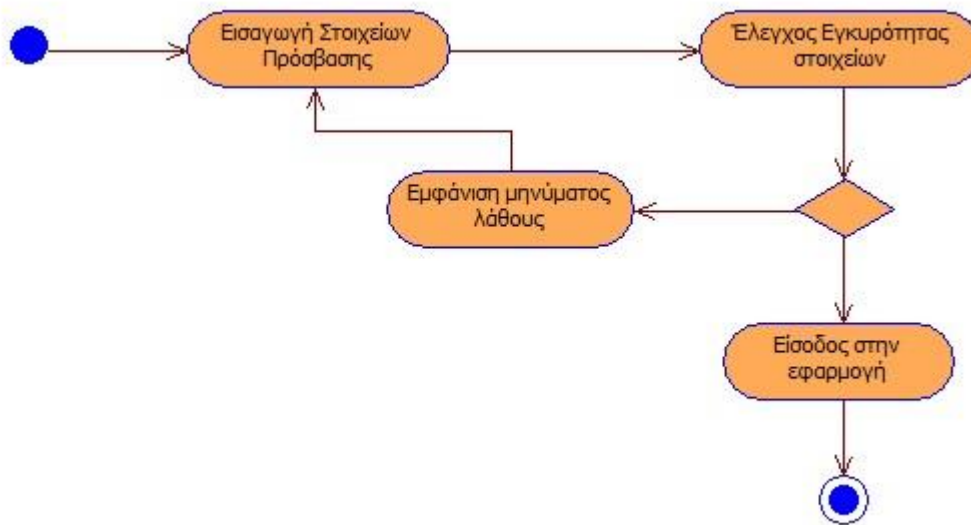 Εισαγωγή Στοιχείων
Πρόσβασης
Έλεγχος Εγκυρότητας
στοιχείων
Εμφάνιση μηνύματος
λάθους
Είσοδος στην
εφαρμογή